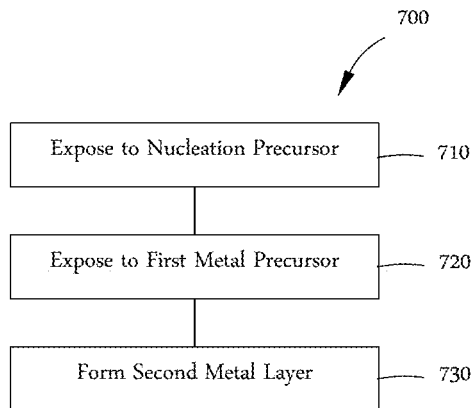 700
Expose to Nucleation Precursor
710
Expose to First Metal Precursor
720
Form Second Metal Layer
730